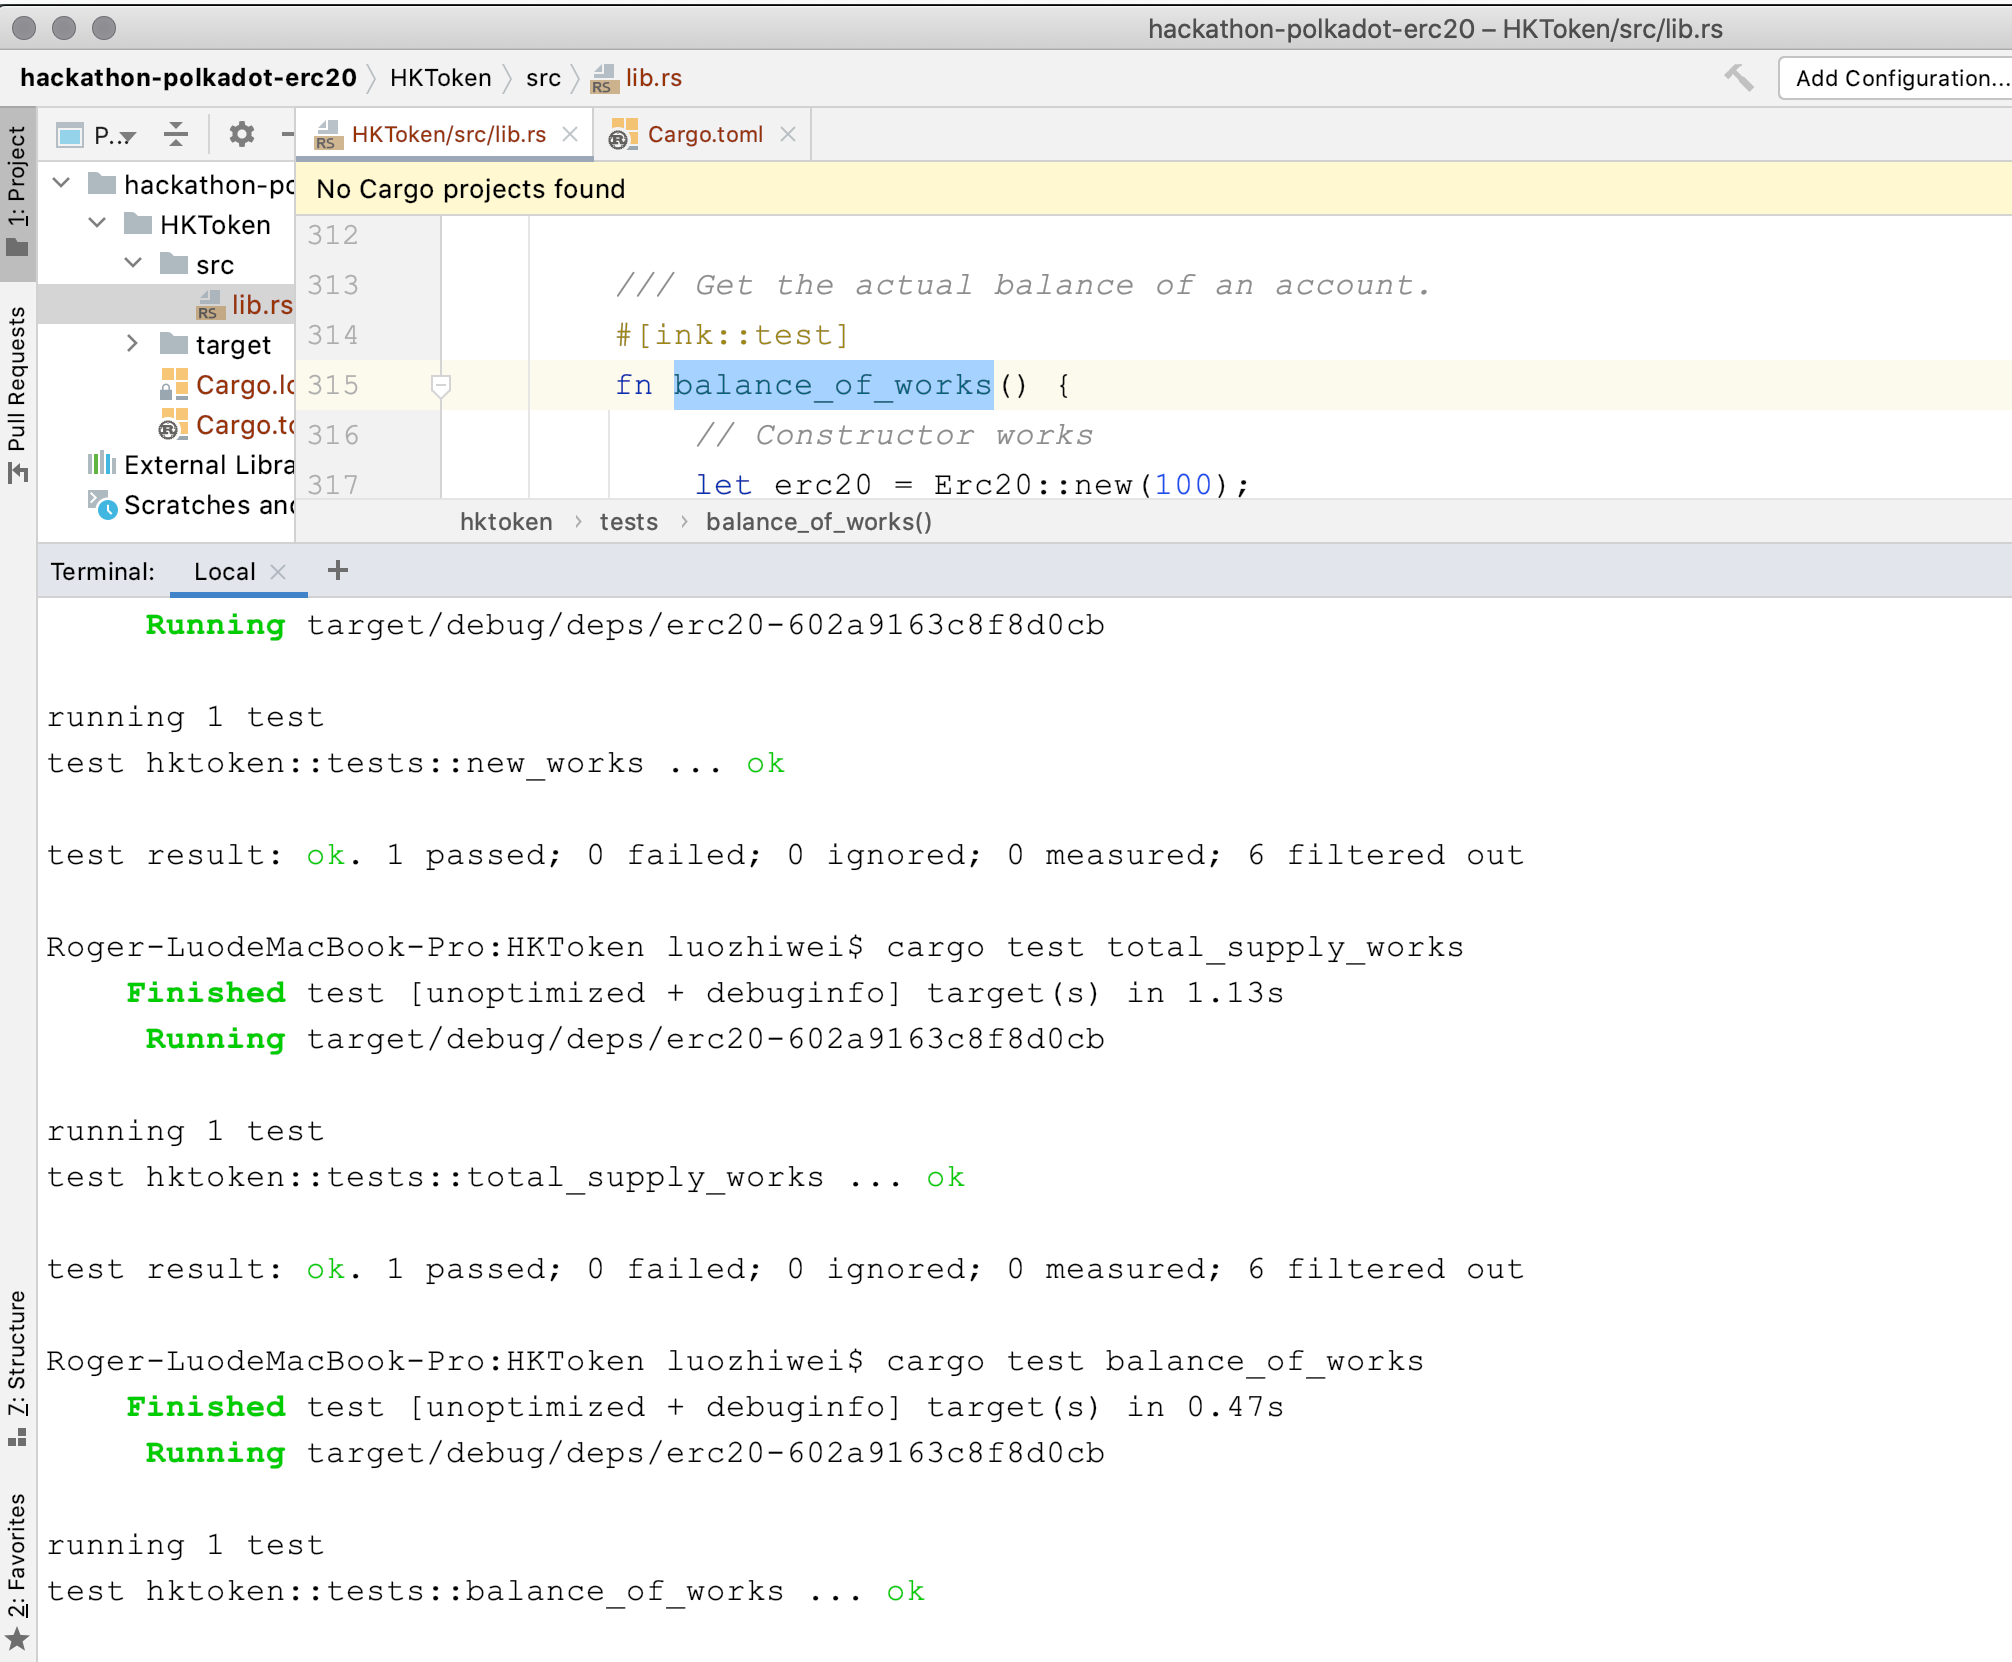 hackathon-polkadot-erc20 – HKToken/src/lib.rs
hackathon-polkadot-erc20 HKToken src lib.rs
Add Configuration...
1: Project
P...
HKToken/src/lib.rs
Cargo.toml
hackathon-po
HKToken
src
lib.rs
target
Cargo.lo
Cargo.to
External Libra
Scratches and
Pull Requests
No Cargo projects found
312
313 /// Get the actual balance of an account.
314 #[ink::test]
315 fn balance_of_works() {
316 // Constructor works
317 let erc20 = Erc20::new(100);
hktoken › tests › balance_of_works()
Terminal: Local
Running target/debug/deps/erc20-602a9163c8f8d0cb
running 1 test
test hktoken::tests::new_works ... ok
test result: ok. 1 passed; 0 failed; 0 ignored; 0 measured; 6 filtered out
Roger-LuodeMacBook-Pro:HKToken luozhiwei$ cargo test total_supply_works
Finished test [unoptimized + debuginfo] target(s) in 1.13s
Running target/debug/deps/erc20-602a9163c8f8d0cb
running 1 test
test hktoken::tests::total_supply_works ... ok
test result: ok. 1 passed; 0 failed; 0 ignored; 0 measured; 6 filtered out
Roger-LuodeMacBook-Pro:HKToken luozhiwei$ cargo test balance_of_works
Finished test [unoptimized + debuginfo] target(s) in 0.47s
Running target/debug/deps/erc20-602a9163c8f8d0cb
running 1 test
test hktoken::tests::balance_of_works ... ok
7: Structure
2: Favorites